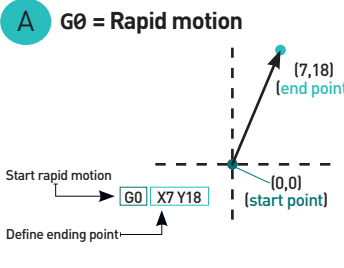 A G0 = Rapid motion
(7,18)
(end point
Start rapid motion
(0,0)
G0 X7 Y18
(start point)
Define ending point